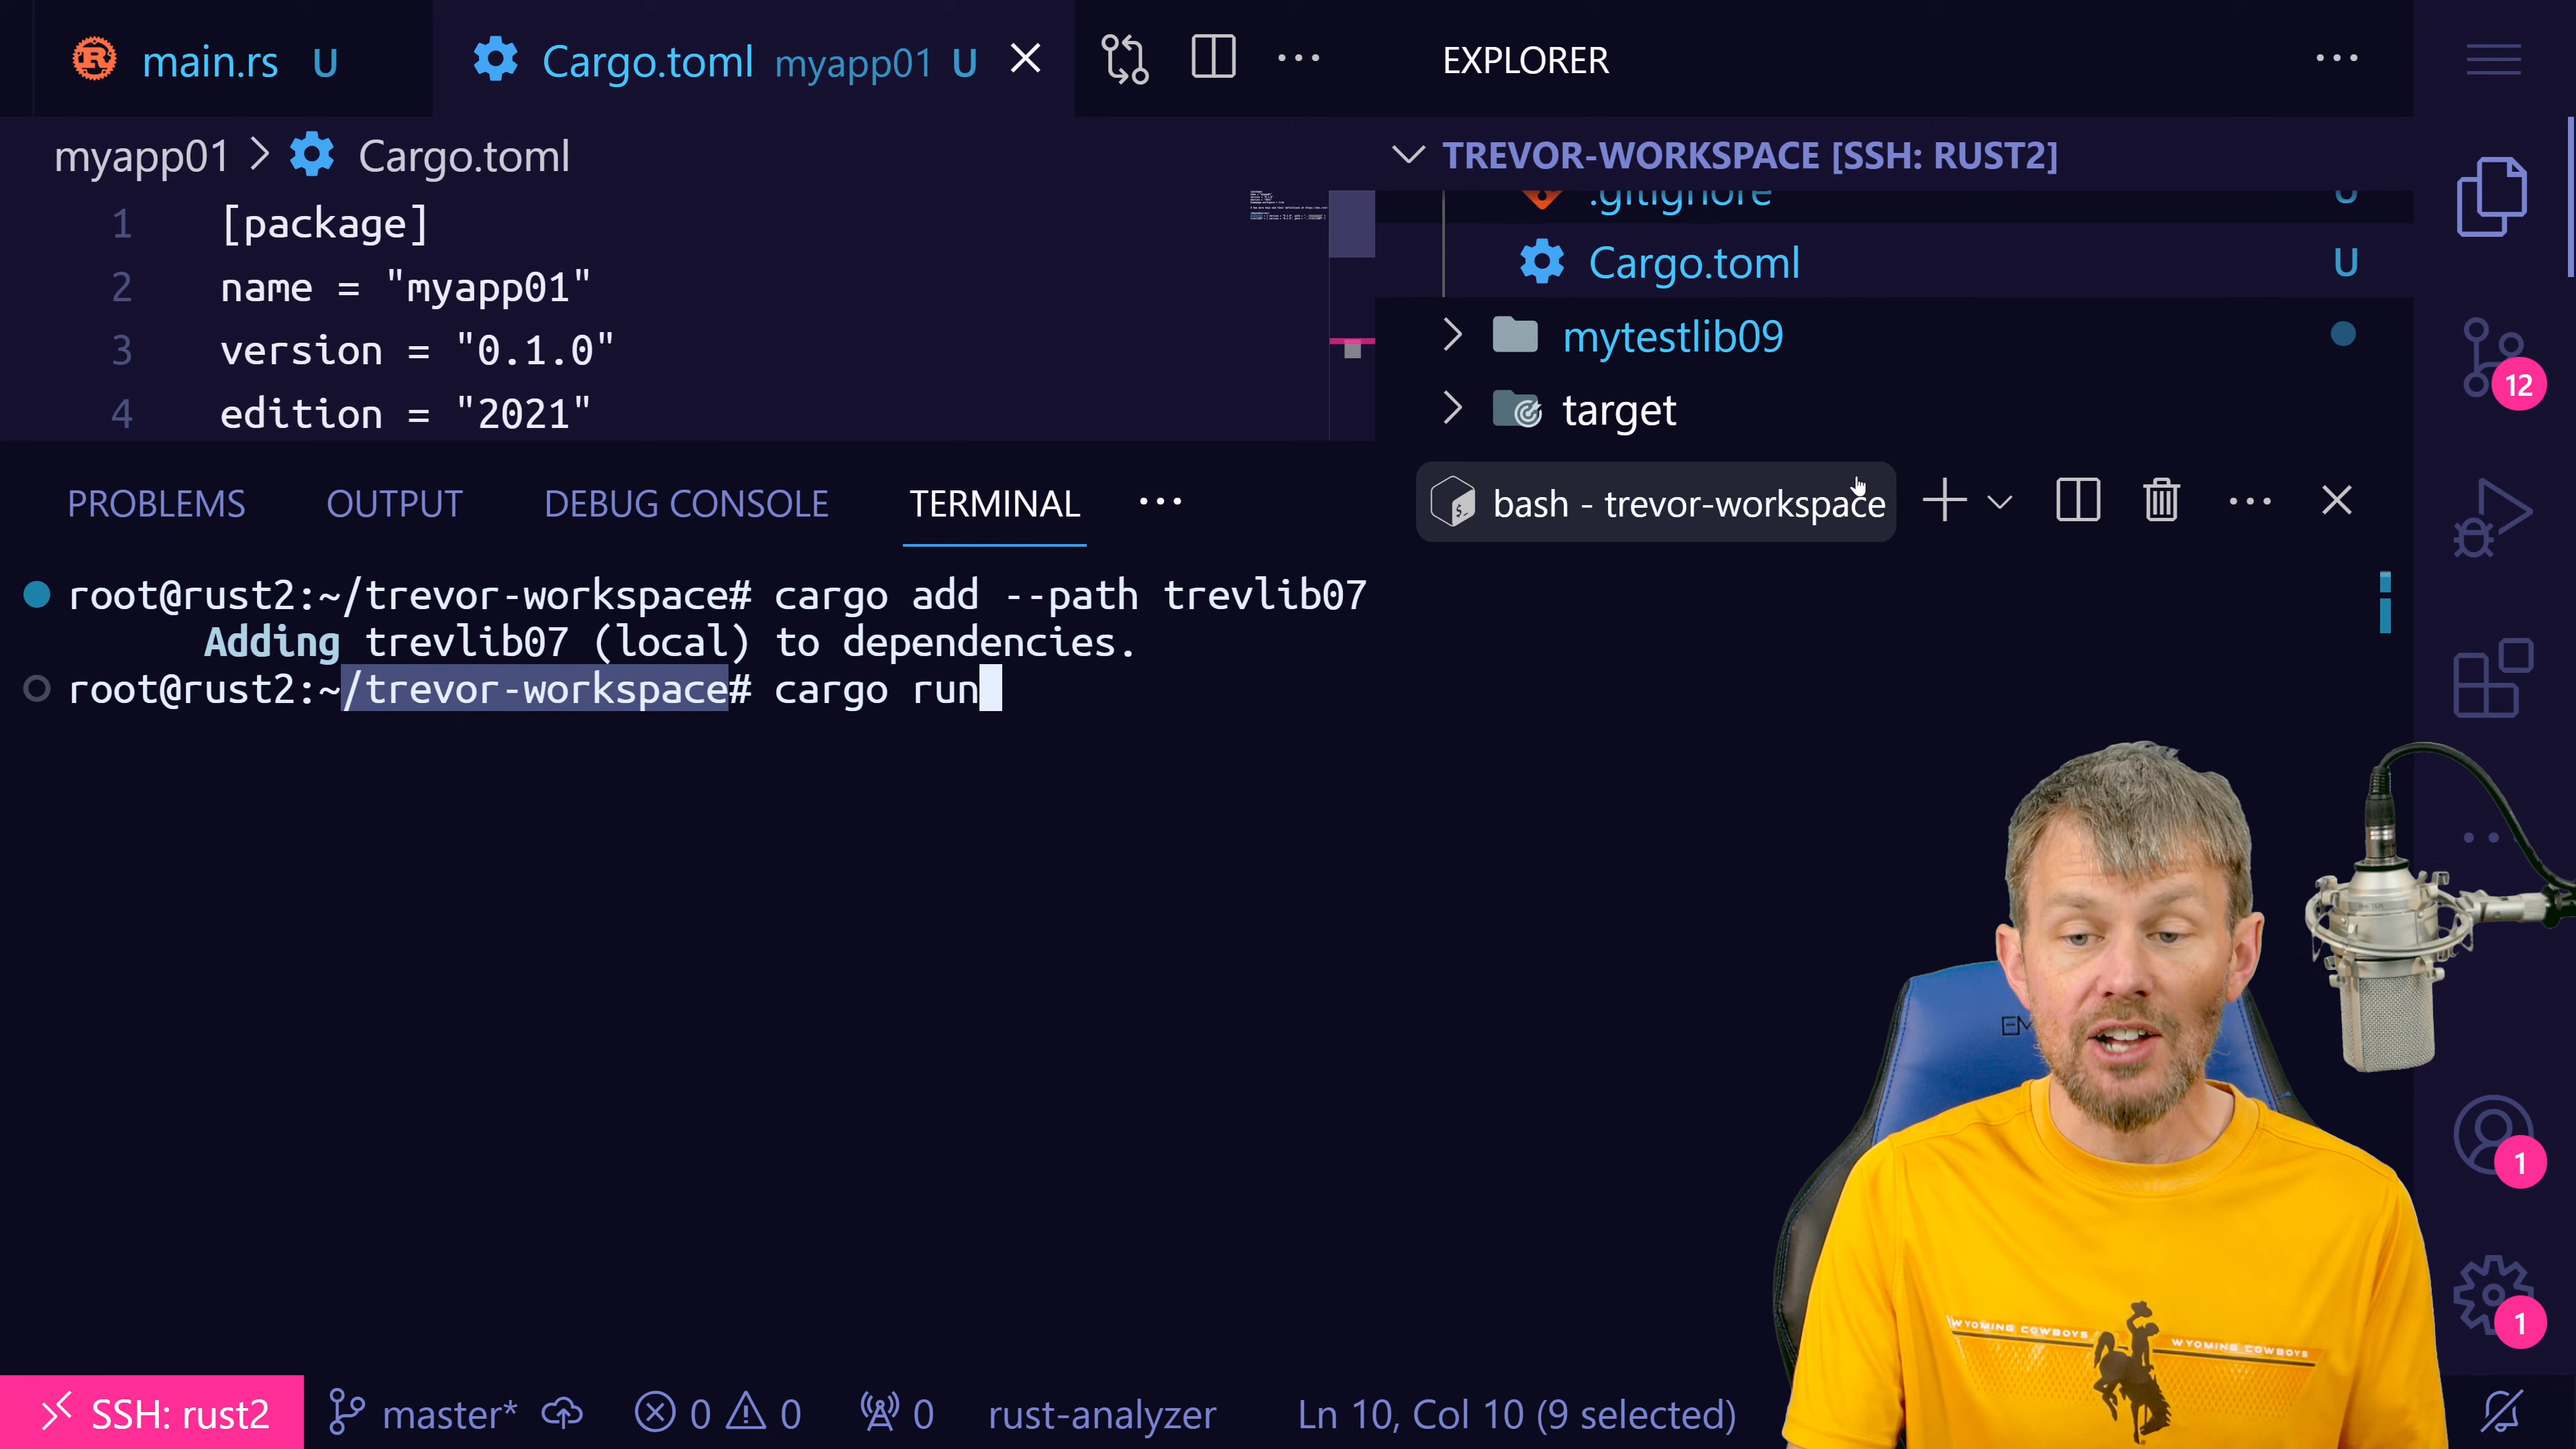 main.rs U
Cargo.toml myapp01 U
EXPLORER
myapp01 > Cargo.toml
TREVOR-WORKSPACE [SSH: RUST2]
.gitignore U
Cargo.toml U
mytestlib09
target
1 [package]
2 name = "myapp01"
3 version = "0.1.0"
4 edition = "2021"
12
PROBLEMS OUTPUT DEBUG CONSOLE TERMINAL
bash - trevor-workspace
root@rust2:~/trevor-workspace# cargo add --path trevlib07
Adding trevlib07 (local) to dependencies.
root@rust2:~/trevor-workspace# cargo run
EM
WYOMING COWBOYS WYOMING COWBOYS
1
1
SSH: rust2 master* 0 0 0 rust-analyzer Ln 10, Col 10 (9 selected)